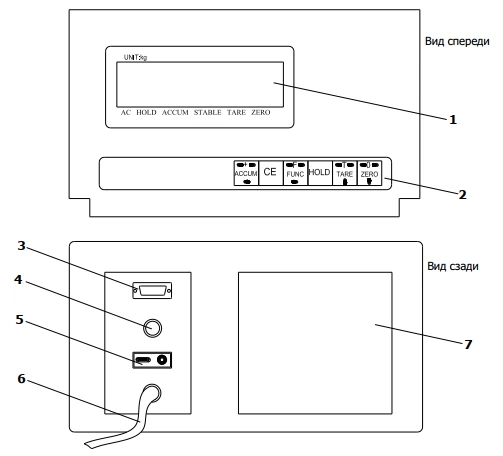 Вид спереди
UNIT:kg
AC HOLD ACCUM STABLE TARE ZERO
1
+ F T 0
ACCUM CE FUNC HOLD TARE ZERO
2
Вид сзади
3
4
5
6
7